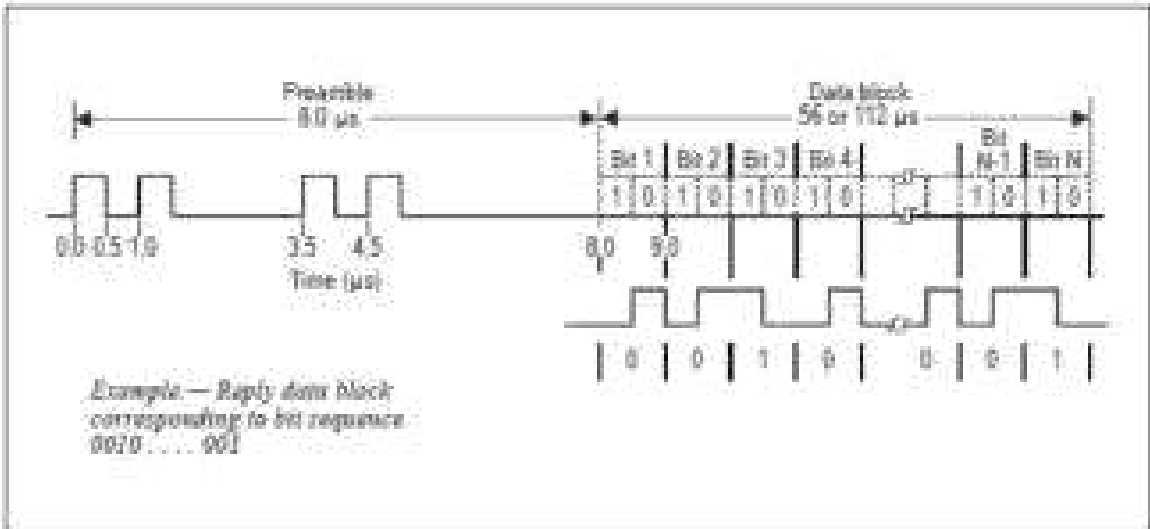 Preamble
8.0 µs
Data block
56 or 112 µs
Bit 1 Bit 2 Bit 3 Bit 4 Bit N-1 Bit N
1 0 1 0 1 0 1 0 1 0 1 0
0.0 0.5 1.0 3.5 4.5 8.0 9.0
Time (µs)
0 0 1 0 0 0 1
Example.— Reply data block
corresponding to bit sequence
0010 . . . . 001